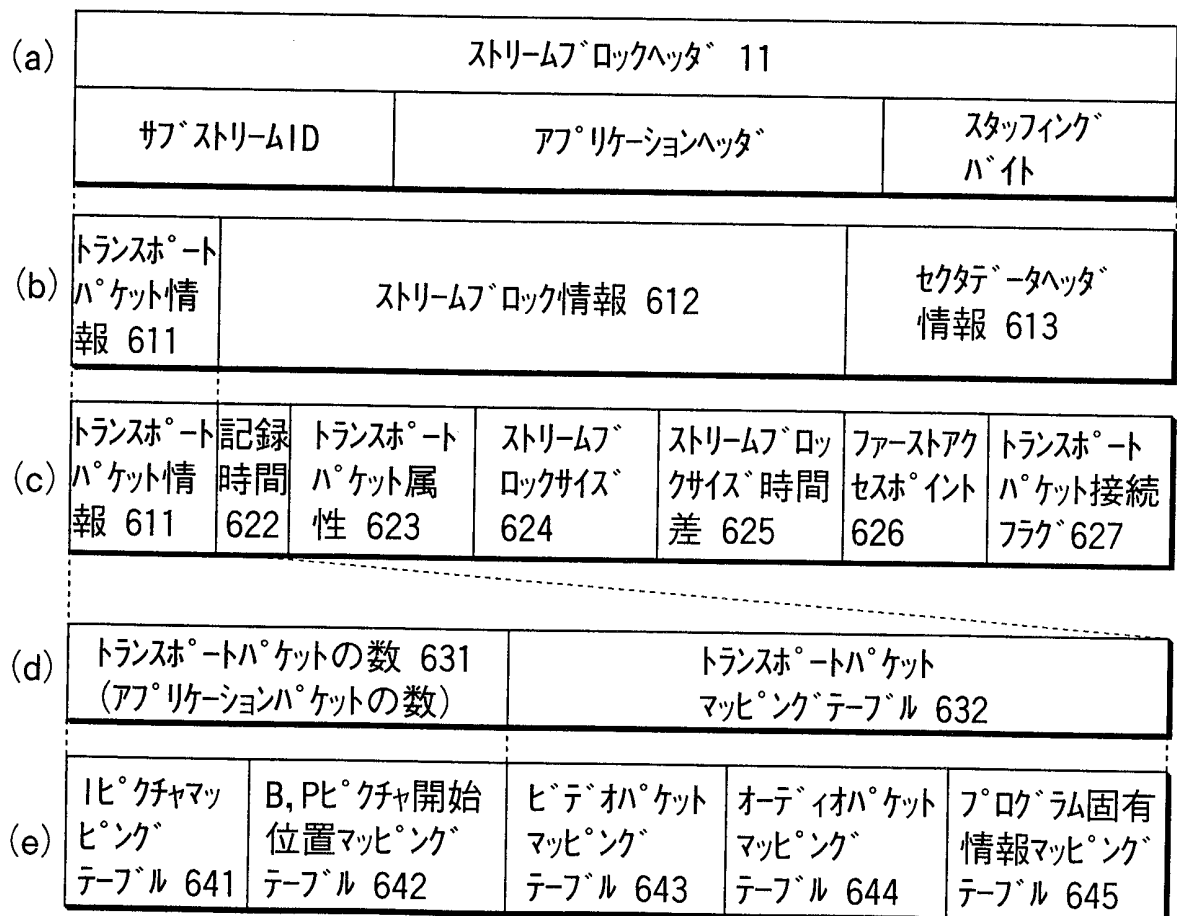 (a)
ストリームブロックヘッダ 11
サブストリームID
アプリケーションヘッダ
スタッフィング
バイト
(b)
トランスポート
パケット情
報 611
ストリームブロック情報 612
セクタデータヘッダ
情報 613
(c)
トランスポート
パケット情
報 611
記録
時間
622
トランスポート
パケット属
性 623
ストリームブ
ロックサイズ
624
ストリームブロッ
クサイズ時間
差 625
ファーストアク
セスポイント
626
トランスポート
パケット接続
フラグ627
(d)
トランスポートパケットの数 631
(アプリケーションパケットの数)
トランスポートパケット
マッピングテーブル 632
(e)
Iピクチャマッ
ピング
テーブル 641
B,Pピクチャ開始
位置マッピング
テーブル 642
ビデオパケット
マッピング
テーブル 643
オーディオパケット
マッピング
テーブル 644
プログラム固有
情報マッピング
テーブル 645